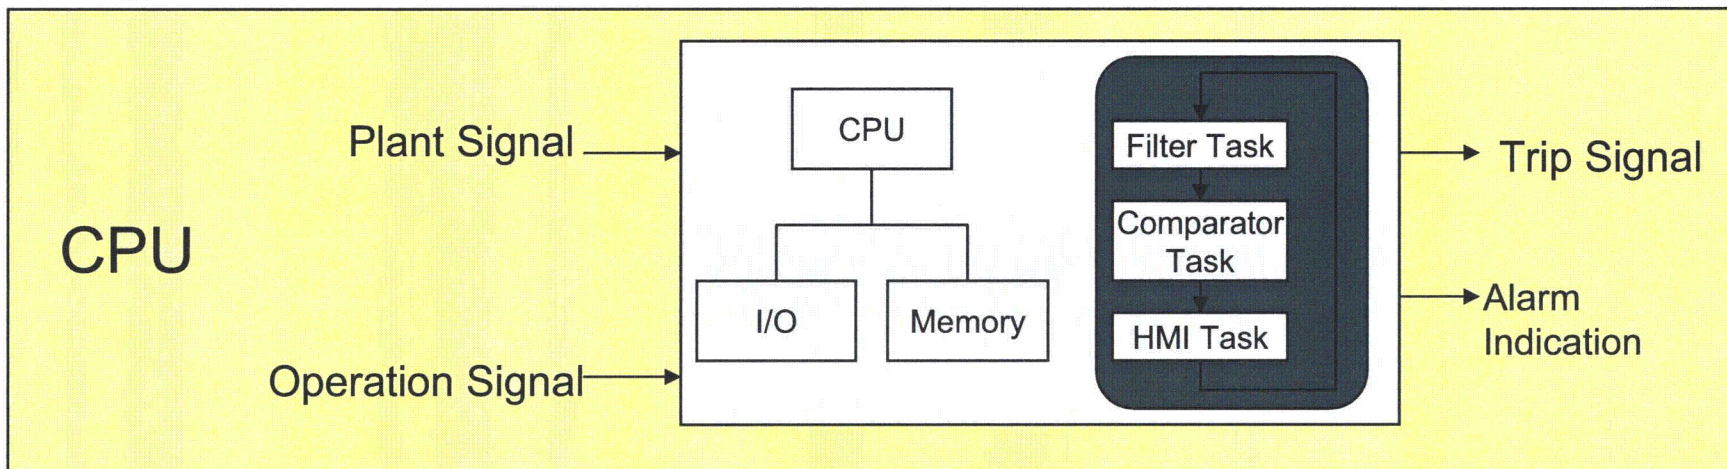 CPU
Plant Signal
Operation Signal
CPU
I/O
Memory
Filter Task
Comparator
Task
HMI Task
Trip Signal
Alarm
Indication